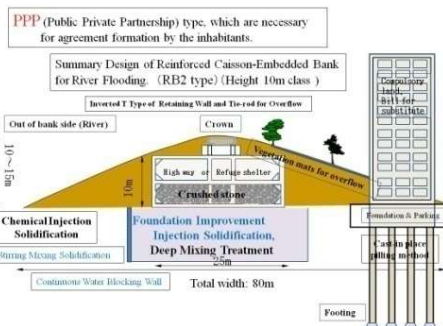 PPP (Public Private Partnership) type, which are necessary
for agreement formation by the inhabitants.
Summary Design of Reinforced Caisson-Embedded Bank
for River Flooding. (RB2 type) (Height 10m class )
Inverted T Type of Retaining Wall and Tie-rod for Overflow
Out of bank side (River)
Crown
Compulsory
land,
Bill for
substitute
Vegetation mats for overflow
10～15m
10m
High way or Refuge shelter
Crushed stone
Chemical Injection
Solidification
Foundation Improvement
Injection Solidification,
Deep Mixing Treatment
Foundation & Parking
Cast-in place
pilling method
Stirring Mixing Solidification
25m
Continuous Water Blocking Wall
Total width: 80m
Footing